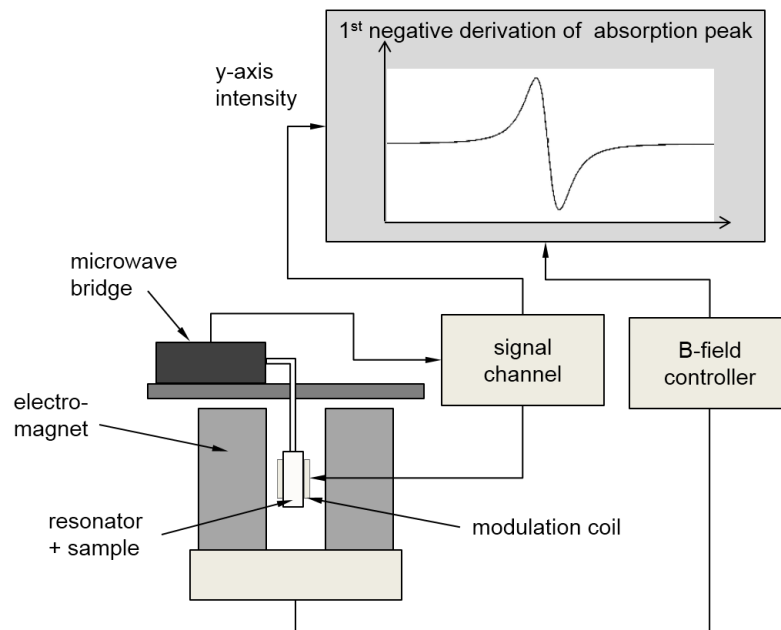 1st negative derivation of absorption peak
y-axis
intensity
microwave
bridge
signal
channel
B-field
controller
electro-
magnet
resonator
+ sample
modulation coil